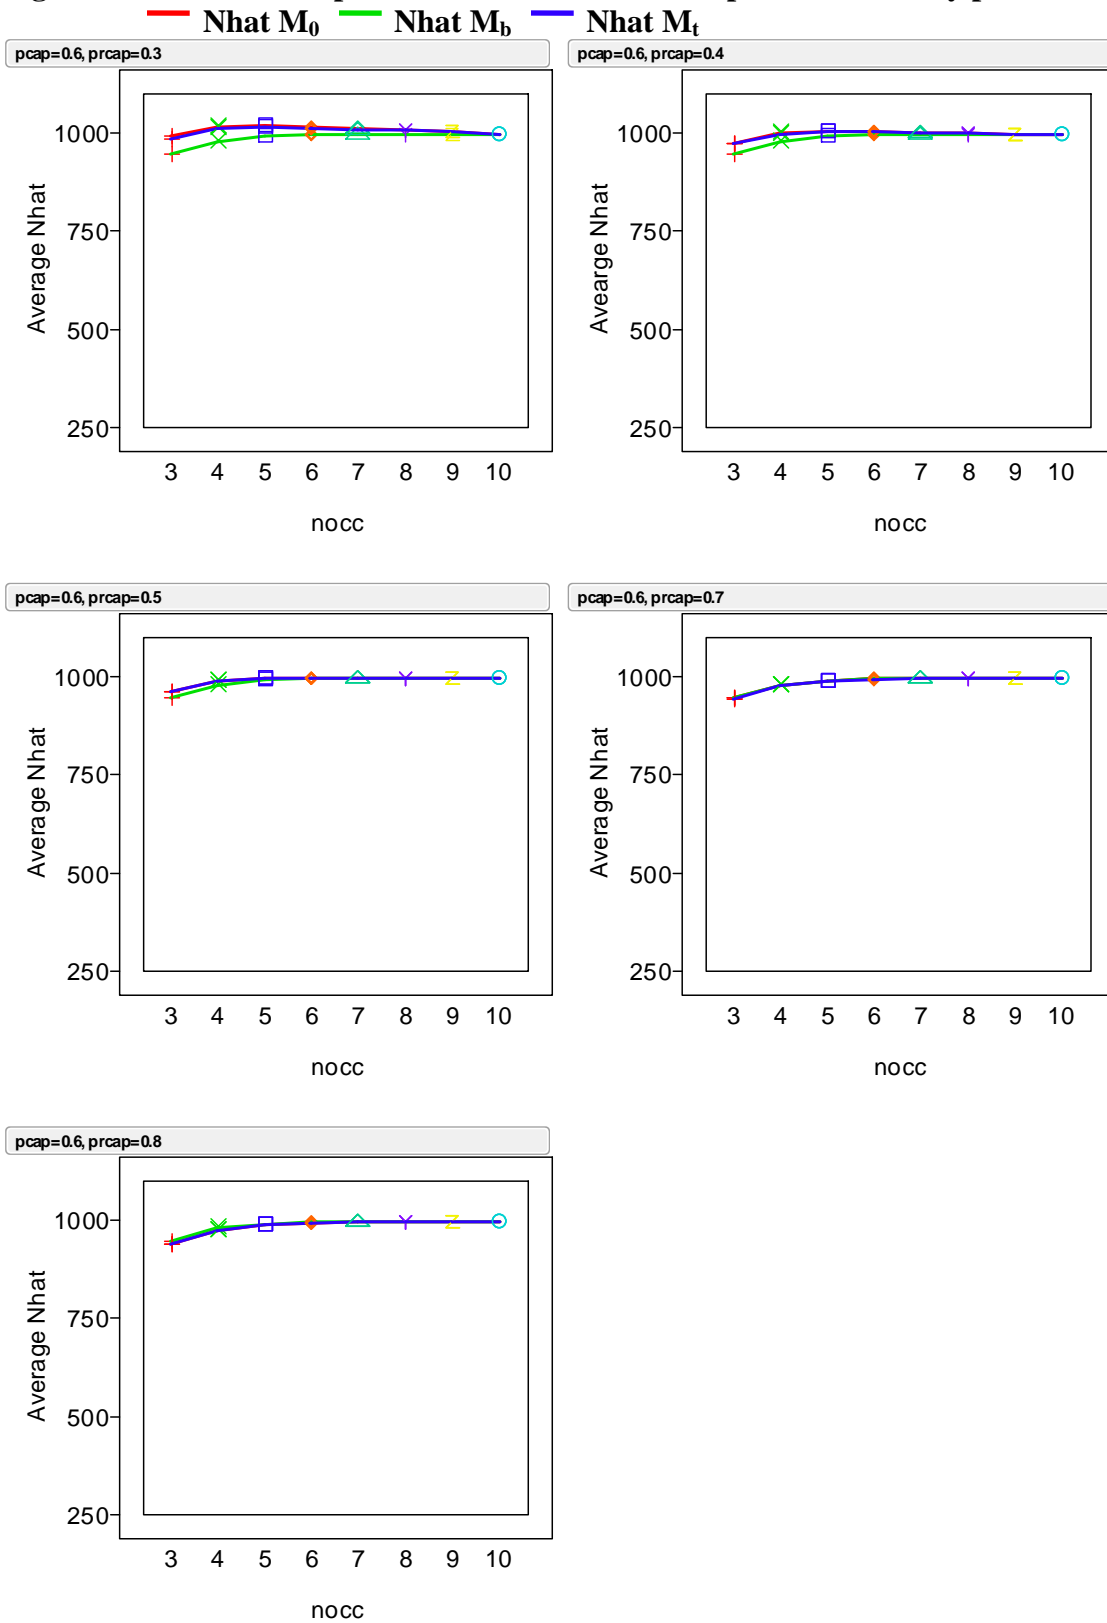 Nhat M0 Nhat Mb Nhat Mt
pcap=0.6, prcap=0.3
1000
750
500
250
Average Nhat
3 4 5 6 7 8 9 10
nocc
pcap=0.6, prcap=0.4
1000
750
500
250
Avearge Nhat
3 4 5 6 7 8 9 10
nocc
pcap=0.6, prcap=0.5
1000
750
500
250
Average Nhat
3 4 5 6 7 8 9 10
nocc
pcap=0.6, prcap=0.7
1000
750
500
250
Average Nhat
3 4 5 6 7 8 9 10
nocc
pcap=0.6, prcap=0.8
1000
750
500
250
Average Nhat
3 4 5 6 7 8 9 10
nocc